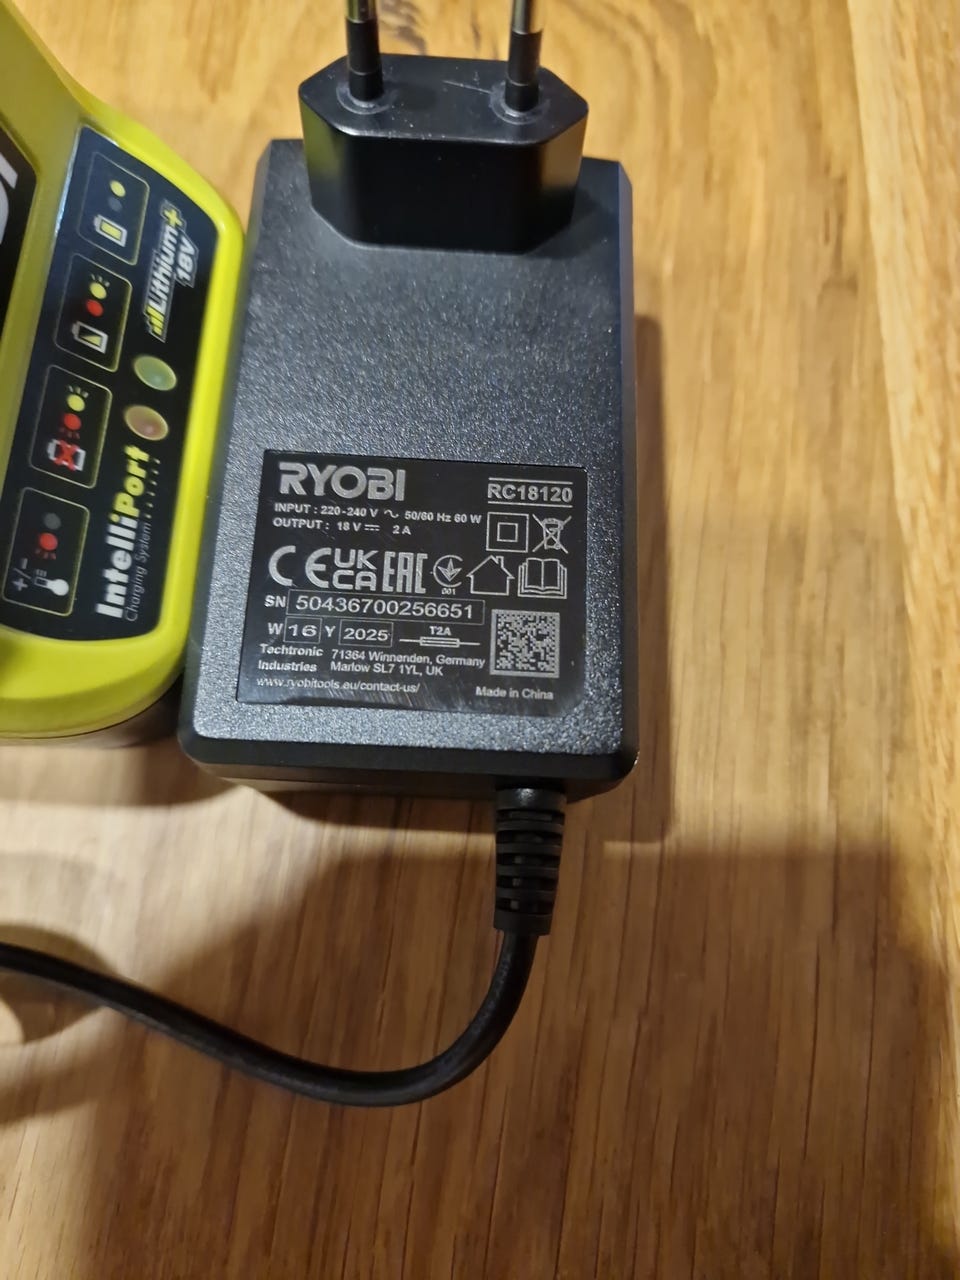 Lithium+
18V
IntelliPort
Charging System
RYOBI
RC18120
INPUT : 220-240 V ~ 50/60 Hz 60 W
OUTPUT : 18 V ⎓ 2 A
CE UKCA EAC
001
SN 50436700256651
W 16 Y 2025 T2A
Techtronic Industries
71364 Winnenden, Germany
Marlow SL7 1YL, UK
www.ryobitools.eu/contact-us/
Made in China